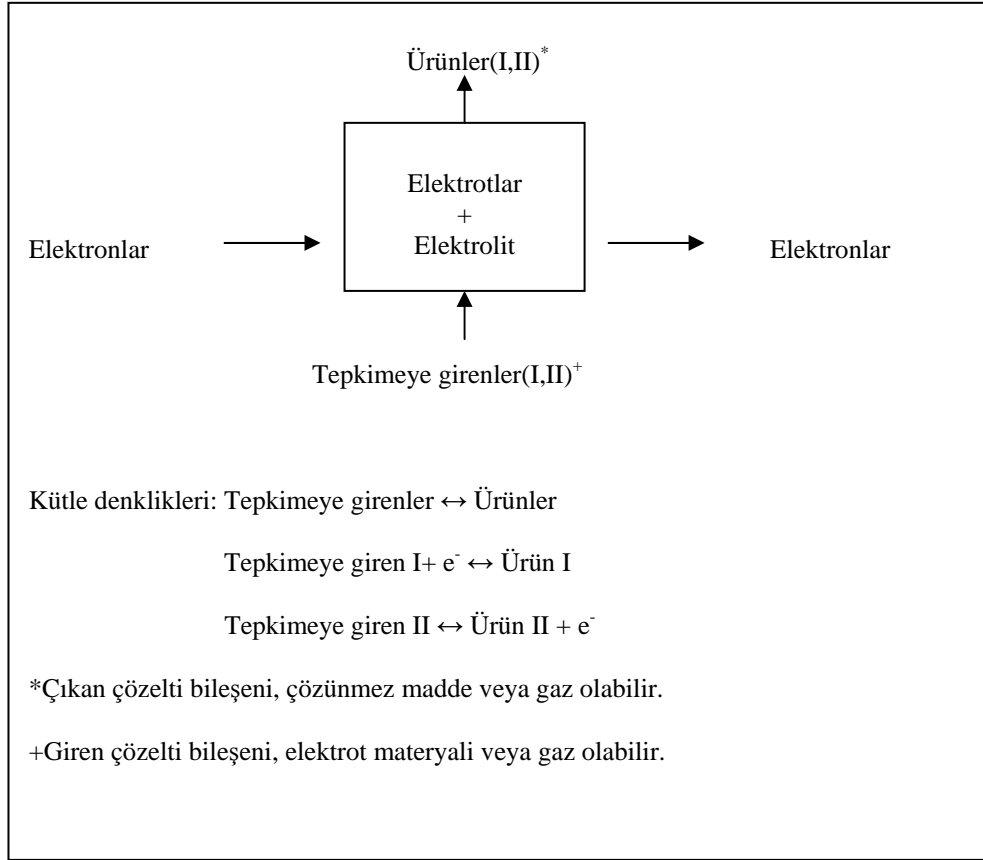 Ürünler(I,II)*
Elektrotlar
+
Elektrolit
Elektronlar
Elektronlar
Tepkimeye girenler(I,II)+
Kütle denklikleri: Tepkimeye girenler ↔ Ürünler
Tepkimeye giren I+ e- ↔ Ürün I
Tepkimeye giren II ↔ Ürün II + e-
*Çıkan çözelti bileşeni, çözünmez madde veya gaz olabilir.
+Giren çözelti bileşeni, elektrot materyali veya gaz olabilir.